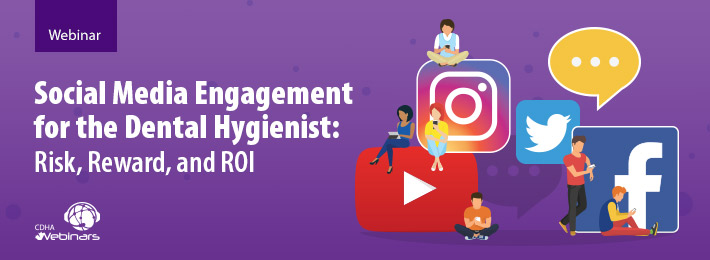 Webinar
Social Media Engagement
for the Dental Hygienist:
Risk, Reward, and ROI
CDHA
Webinars
f